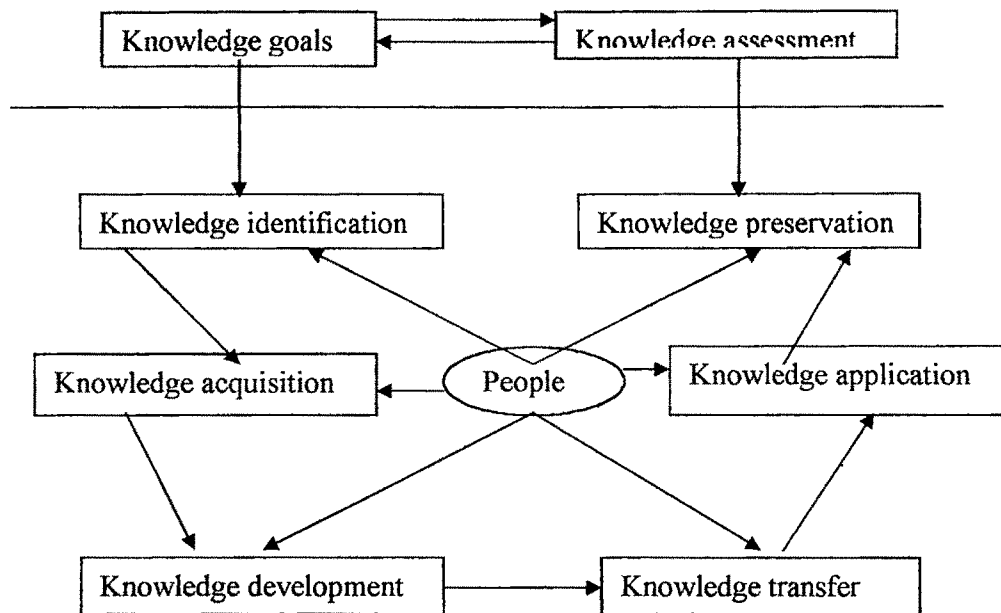 Knowledge goals
Knowledge assessment
Knowledge identification
Knowledge preservation
Knowledge acquisition
People
Knowledge application
Knowledge development
Knowledge transfer